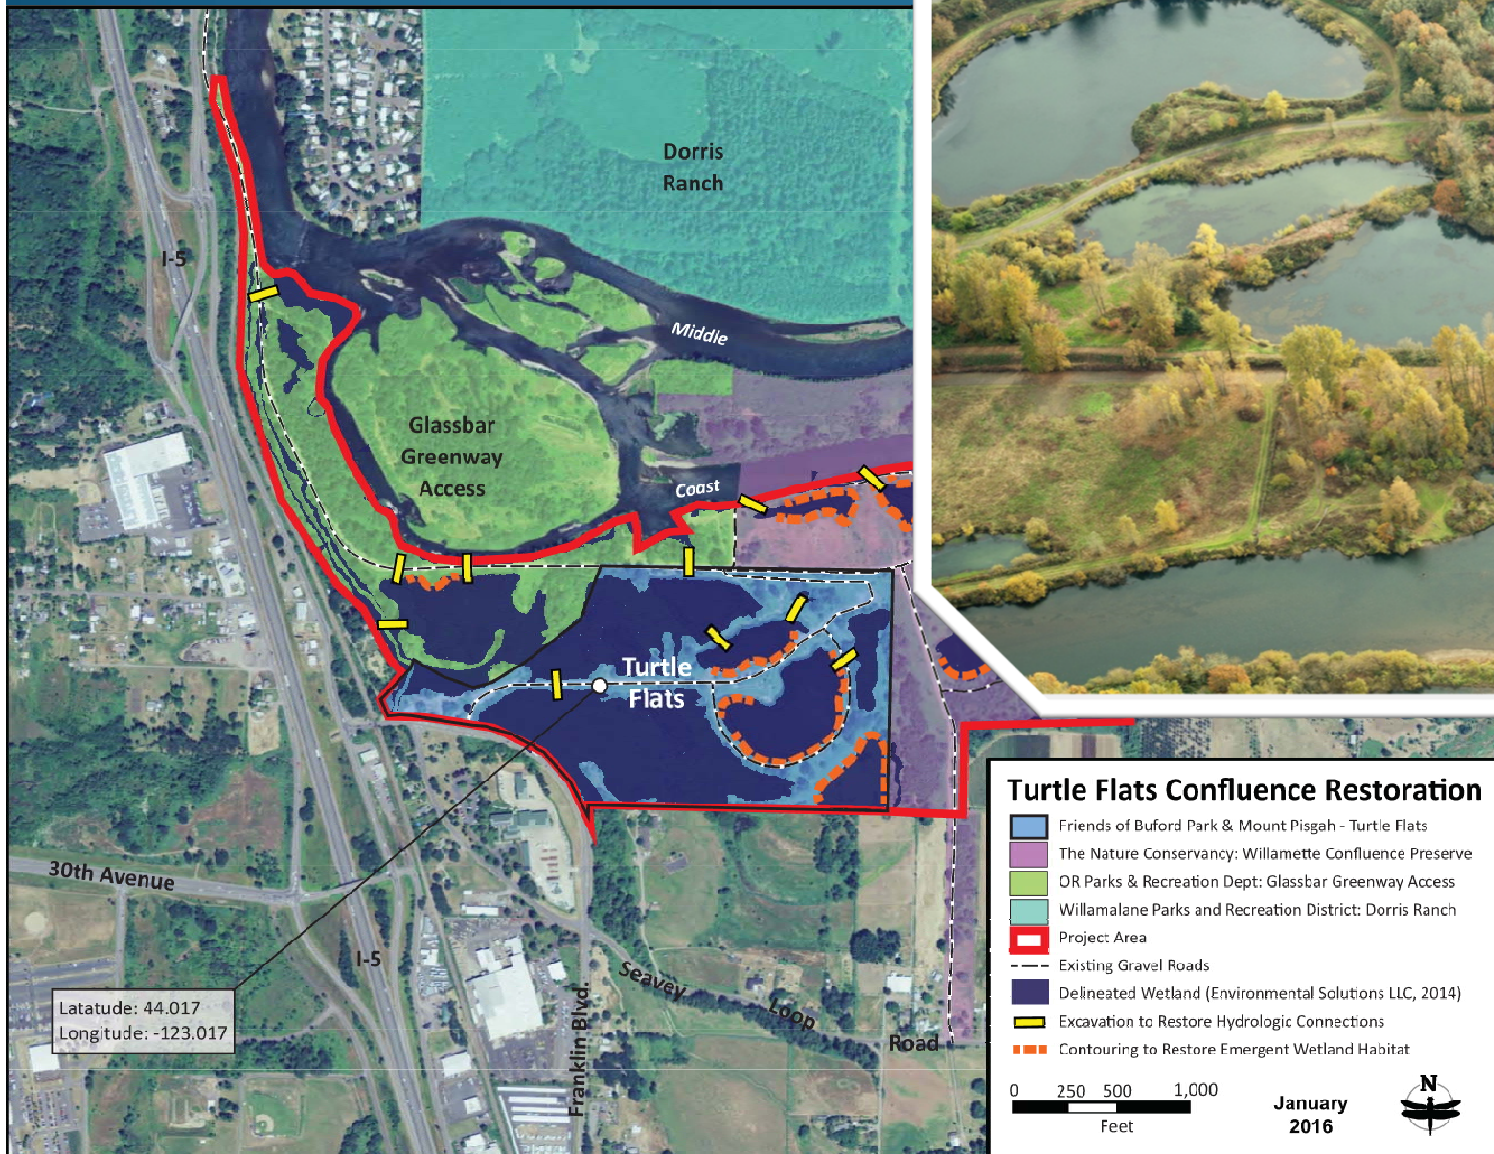 Dorris
Ranch
I-5
Middle
Glassbar
Greenway
Access
Coast
Turtle
Flats
30th Avenue
I-5
Seavey
Loop
Road
Franklin Blvd.
Latatude: 44.017
Longitude: -123.017
Turtle Flats Confluence Restoration
Friends of Buford Park & Mount Pisgah - Turtle Flats
The Nature Conservancy: Willamette Confluence Preserve
OR Parks & Recreation Dept: Glassbar Greenway Access
Willamalane Parks and Recreation District: Dorris Ranch
Project Area
Existing Gravel Roads
Delineated Wetland (Environmental Solutions LLC, 2014)
Excavation to Restore Hydrologic Connections
Contouring to Restore Emergent Wetland Habitat
0 250 500 1,000
Feet
January
2016
N